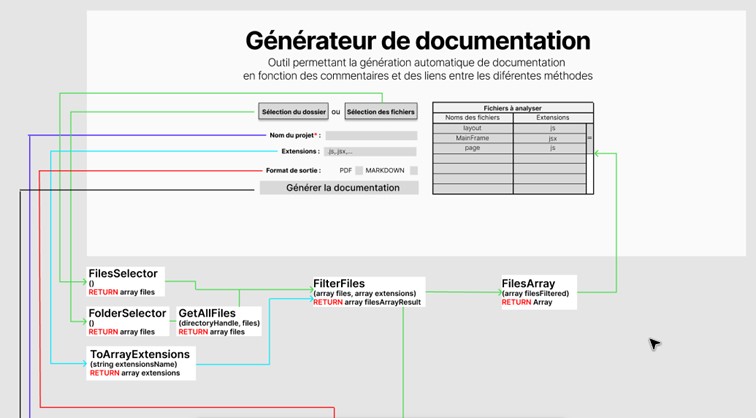 Générateur de documentation
Outil permettant la génération automatique de documentation
en fonction des commentaires et des liens entre les diférentes méthodes
Sélection du dossier ou Sélection des fichiers
Nom du projet* :
Extensions : .js,.jsx,...
Format de sortie : PDF MARKDOWN
Générer la documentation
Fichiers à analyser
Noms des fichiers Extensions
layout js
MainFrame jsx
page js
FilesSelector
()
RETURN array files
FolderSelector
()
RETURN array files
GetAllFiles
(directoryHandle, files)
RETURN array files
ToArrayExtensions
(string extensionsName)
RETURN array extensions
FilterFiles
(array files, array extensions)
RETURN array filesArrayResult
FilesArray
(array filesFiltered)
RETURN Array